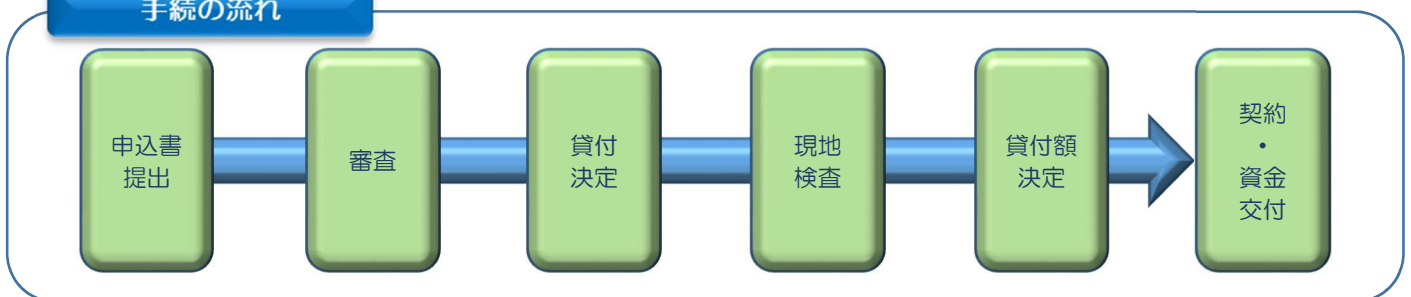 手続の流れ
申込書
提出
審査
貸付
決定
現地
検査
貸付額
決定
契約
・
資金
交付